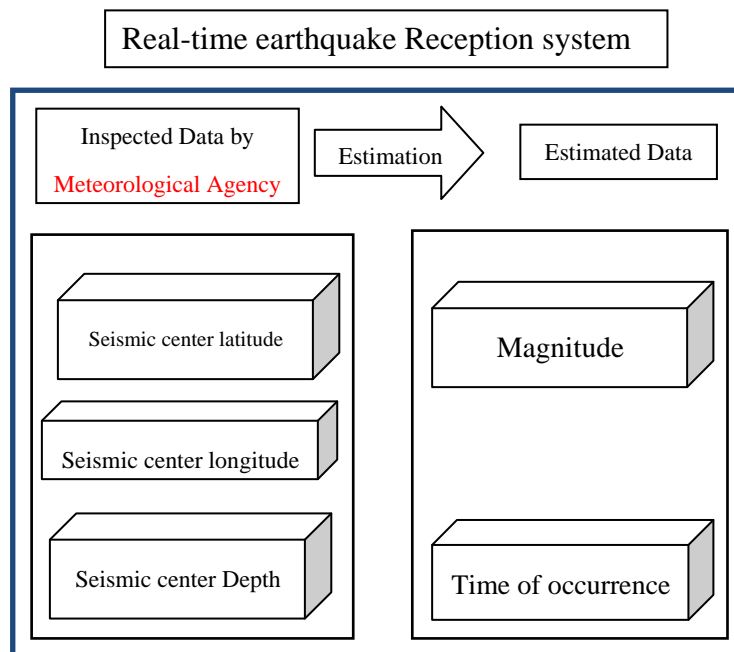 Real-time earthquake Reception system
Inspected Data by
Meteorological Agency
Estimation
Estimated Data
Seismic center latitude
Seismic center longitude
Seismic center Depth
Magnitude
Time of occurrence